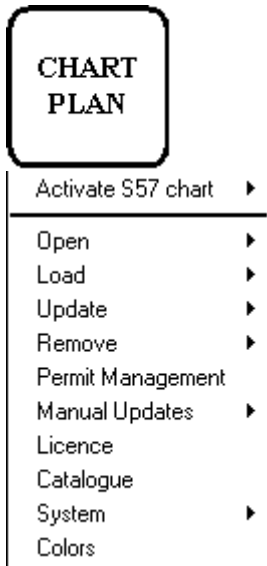 CHART
PLAN
Activate S57 chart
Open
Load
Update
Remove
Permit Management
Manual Updates
Licence
Catalogue
System
Colors